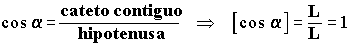 cos α = cateto contiguo / hipotenusa ⇒ [cos α] = L / L = 1